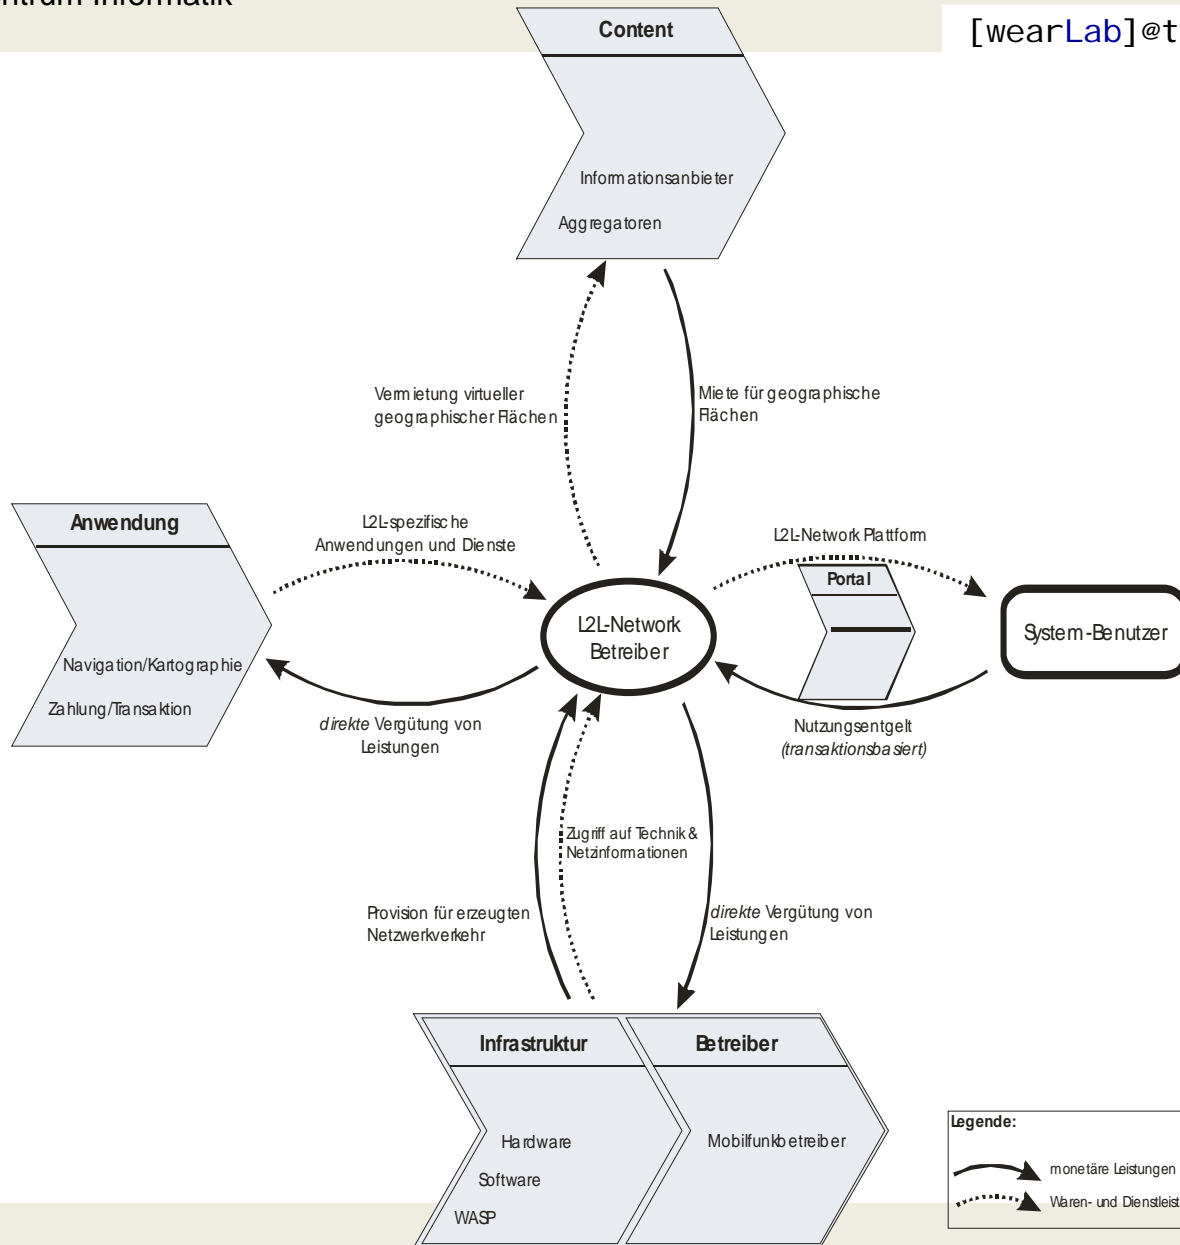 Informatik
[wearLab]@t
Content
Informationsanbieter
Aggregatoren
Vermietung virtueller
geographischer Flächen
Miete für geographische
Flächen
Anwendung
Navigation/Kartographie
Zahlung/Transaktion
L2L-spezifische
Anwendungen und Dienste
direkte Vergütung von
Leistungen
L2L-Network
Betreiber
L2L-Network Plattform
Portal
Nutzungsentgelt
(transaktionsbasiert)
System-Benutzer
Zugriff auf Technik &
Netzinformationen
Provision für erzeugten
Netzwerkverkehr
direkte Vergütung von
Leistungen
Infrastruktur
Hardware
Software
WASP
Betreiber
Mobilfunkbetreiber
Legende:
monetäre Leistungen
Waren- und Dienstleist